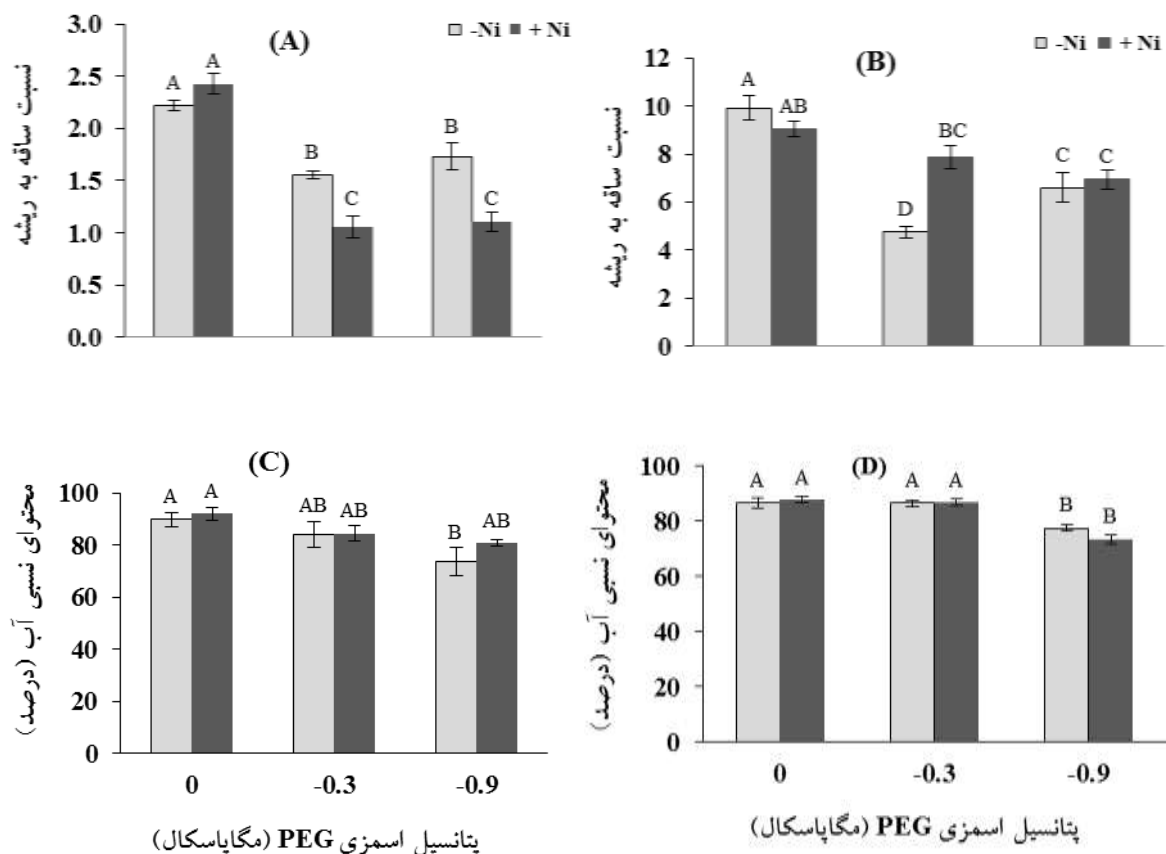 (A)
-Ni + Ni
نسبت ساقه به ریشه
3.0
2.5
2.0
1.5
1.0
0.5
0.0
A A B C B C
(B)
-Ni + Ni
نسبت ساقه به ریشه
12
10
8
6
4
2
0
A AB D BC C C
(C)
محتوای نسبی آب (درصد)
100
80
60
40
20
0
A A AB AB B AB
0 -0.3 -0.9
پتانسیل اسمزی PEG (مگاپاسکال)
(D)
محتوای نسبی آب (درصد)
100
80
60
40
20
0
A A A A B B
0 -0.3 -0.9
پتانسیل اسمزی PEG (مگاپاسکال)